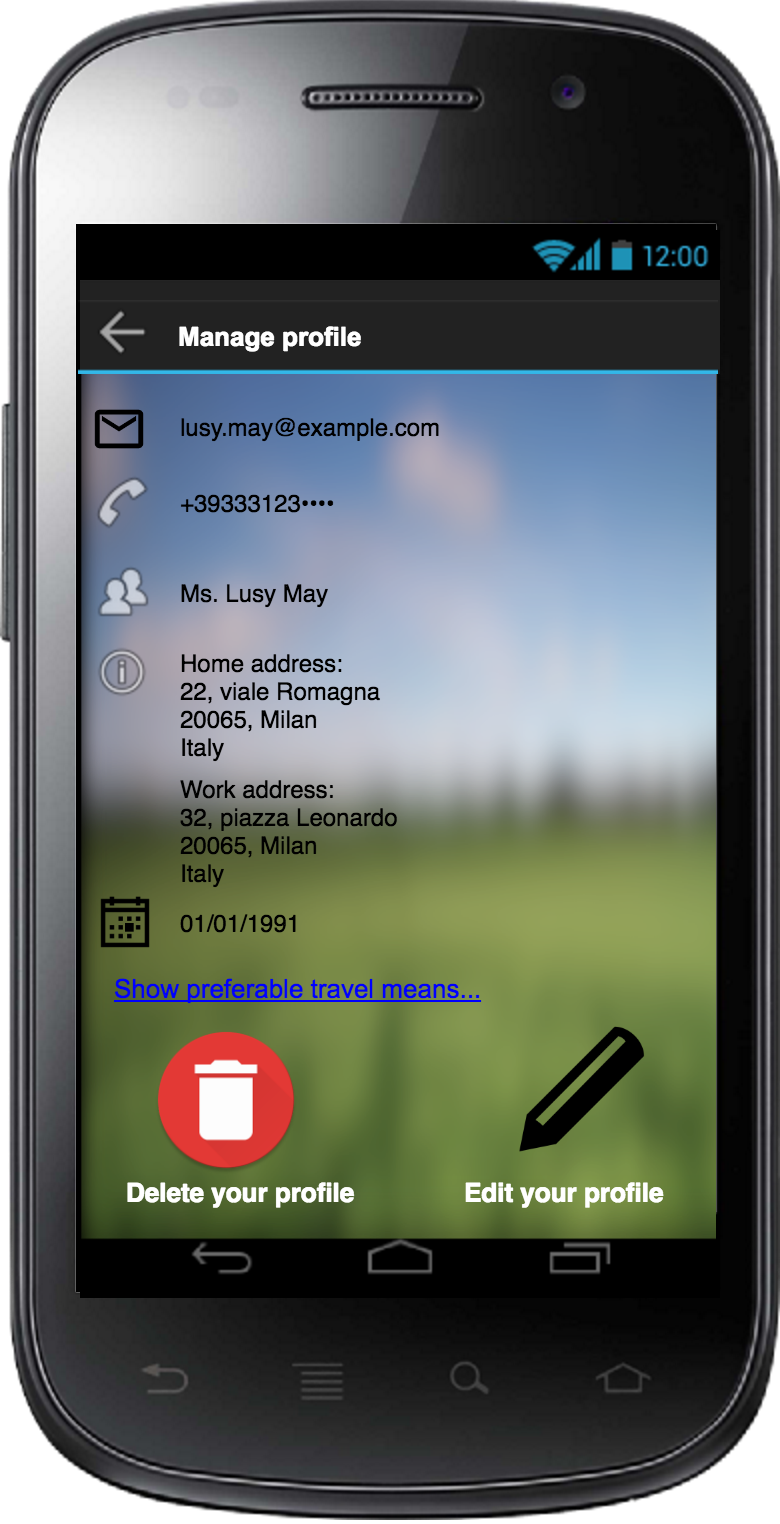 12:00
Manage profile
lusy.may@example.com
+39333123••••
Ms. Lusy May
Home address:
22, viale Romagna
20065, Milan
Italy
Work address:
32, piazza Leonardo
20065, Milan
Italy
01/01/1991
Show preferable travel means...
Delete your profile
Edit your profile